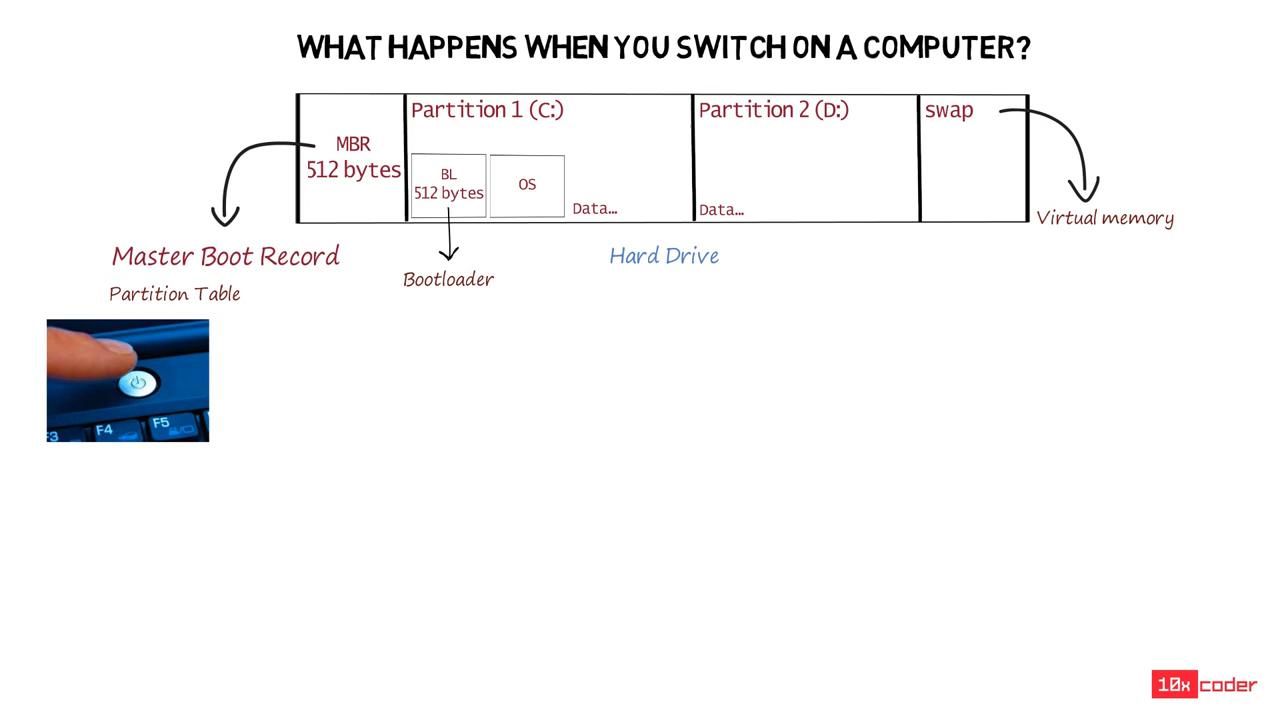 WHAT HAPPENS WHEN YOU SWITCH ON A COMPUTER?
Partition 1 (C:)
Partition 2 (D:)
swap
MBR
512 bytes
BL
512 bytes
OS
Data...
Data...
Virtual memory
Master Boot Record
Hard Drive
Bootloader
Partition Table
F3
F4
F5
10x coder